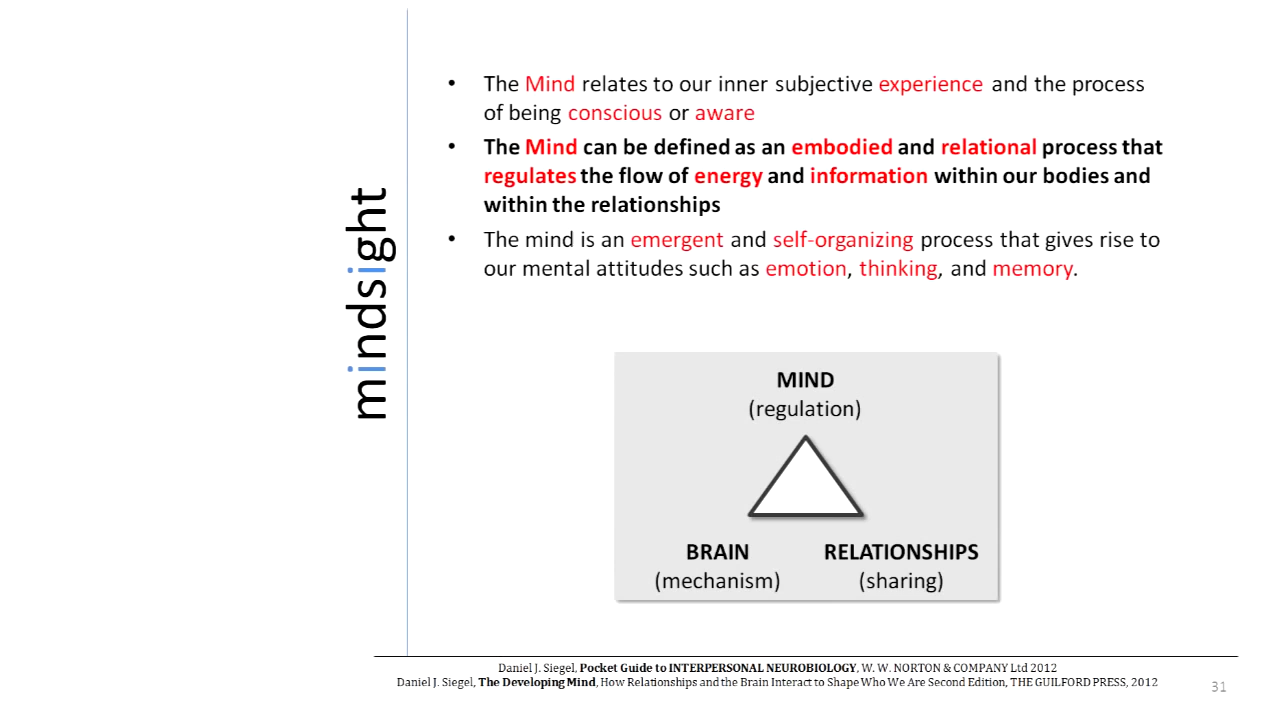 mindsight
• The Mind relates to our inner subjective experience and the process
of being conscious or aware
• The Mind can be defined as an embodied and relational process that
regulates the flow of energy and information within our bodies and
within the relationships
• The mind is an emergent and self-organizing process that gives rise to
our mental attitudes such as emotion, thinking, and memory.
MIND
(regulation)
BRAIN
(mechanism)
RELATIONSHIPS
(sharing)
Daniel J. Siegel, Pocket Guide to INTERPERSONAL NEUROBIOLOGY, W. W. NORTON & COMPANY Ltd 2012
Daniel J. Siegel, The Developing Mind, How Relationships and the Brain Interact to Shape Who We Are Second Edition, THE GUILFORD PRESS, 2012
31